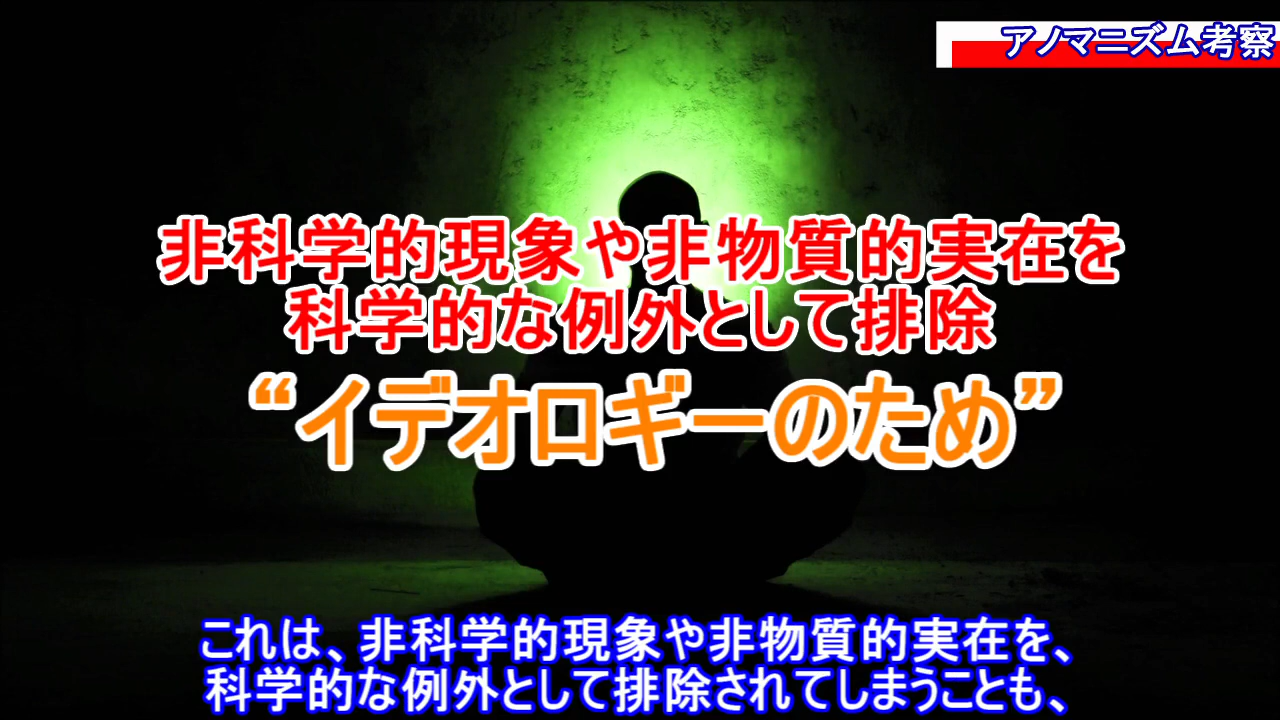 アノマニズム考察
非科学的現象や非物質的実在を
科学的な例外として排除
“イデオロギーのため”
これは、非科学的現象や非物質的実在を、
科学的な例外として排除されてしまうことも、